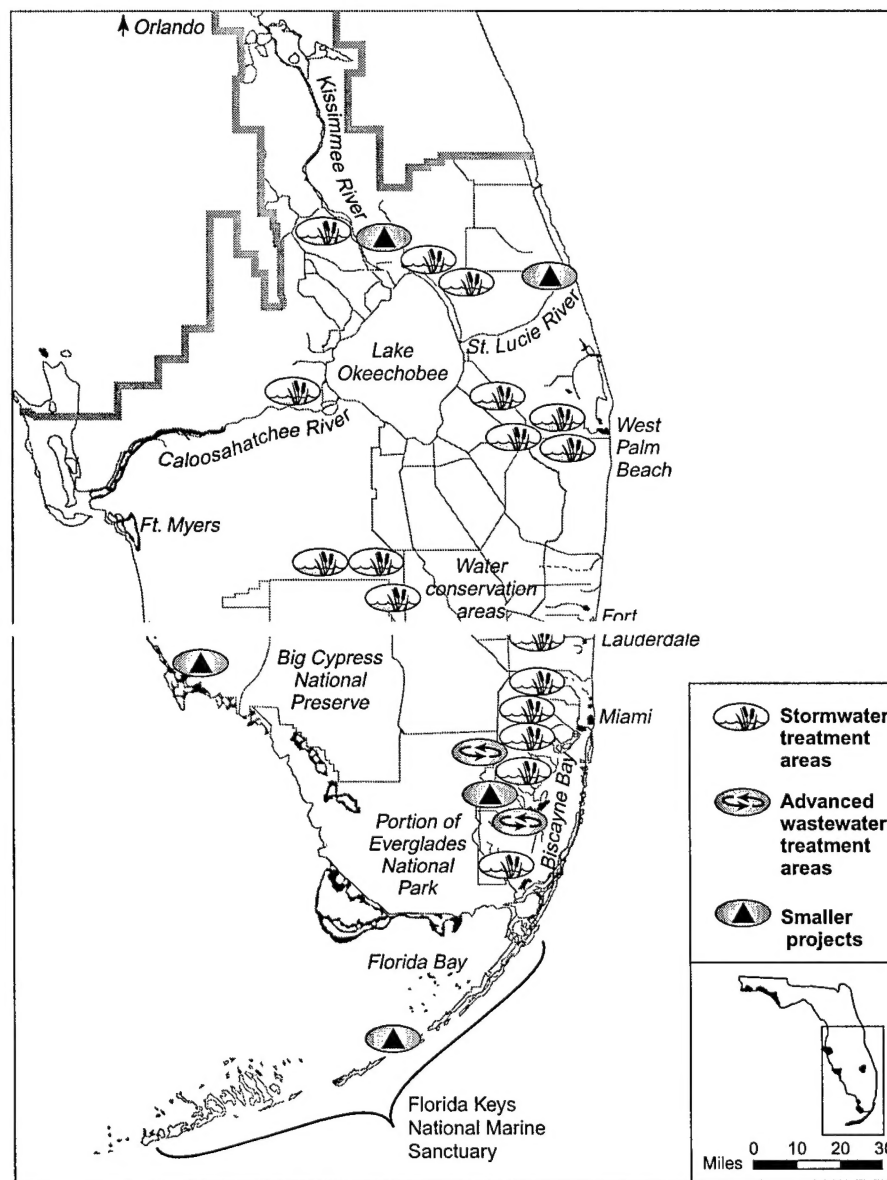 Orlando
Kissimmee River
St. Lucie River
Lake
Okeechobee
Caloosahatchee River
West
Palm
Beach
Ft. Myers
Water
conservation
areas
Fort
Lauderdale
Big Cypress
National
Preserve
Miami
Biscayne Bay
Portion of
Everglades
National
Park
Florida Bay
Florida Keys
National Marine
Sanctuary
Stormwater
treatment
areas
Advanced
wastewater
treatment
areas
Smaller
projects
Miles 0 10 20 30